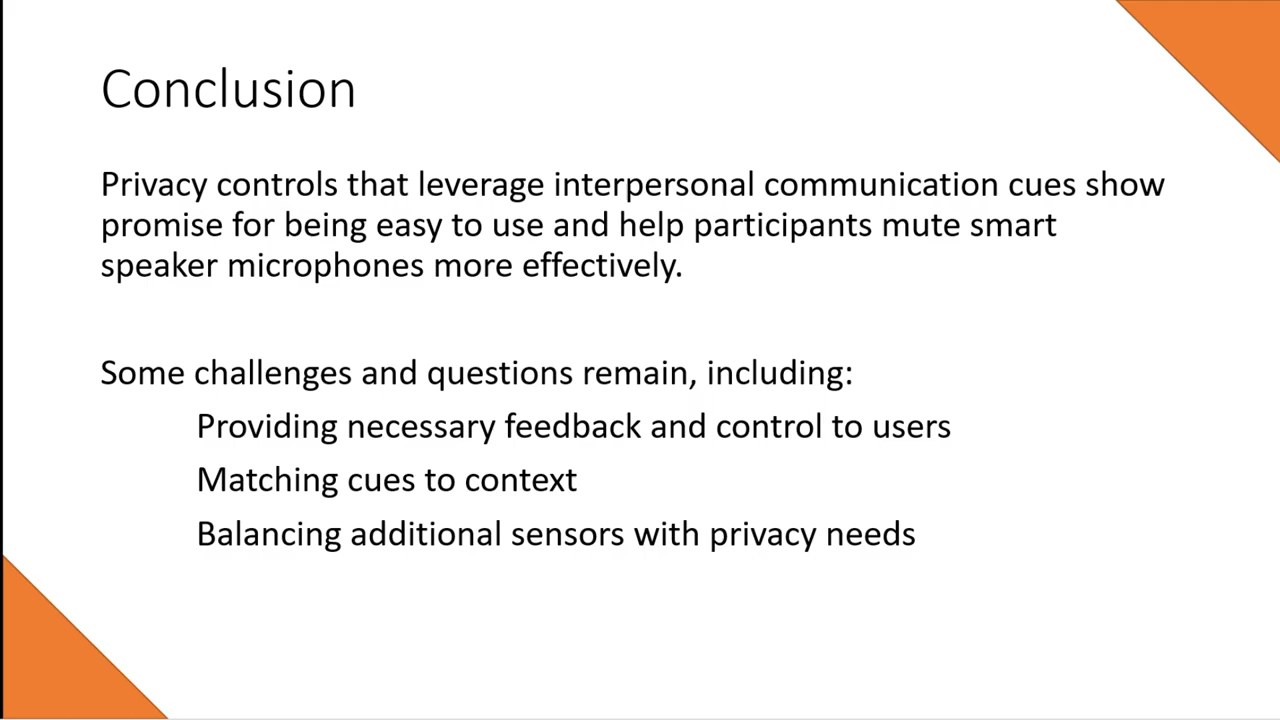 Conclusion
Privacy controls that leverage interpersonal communication cues show
promise for being easy to use and help participants mute smart
speaker microphones more effectively.
Some challenges and questions remain, including:
Providing necessary feedback and control to users
Matching cues to context
Balancing additional sensors with privacy needs